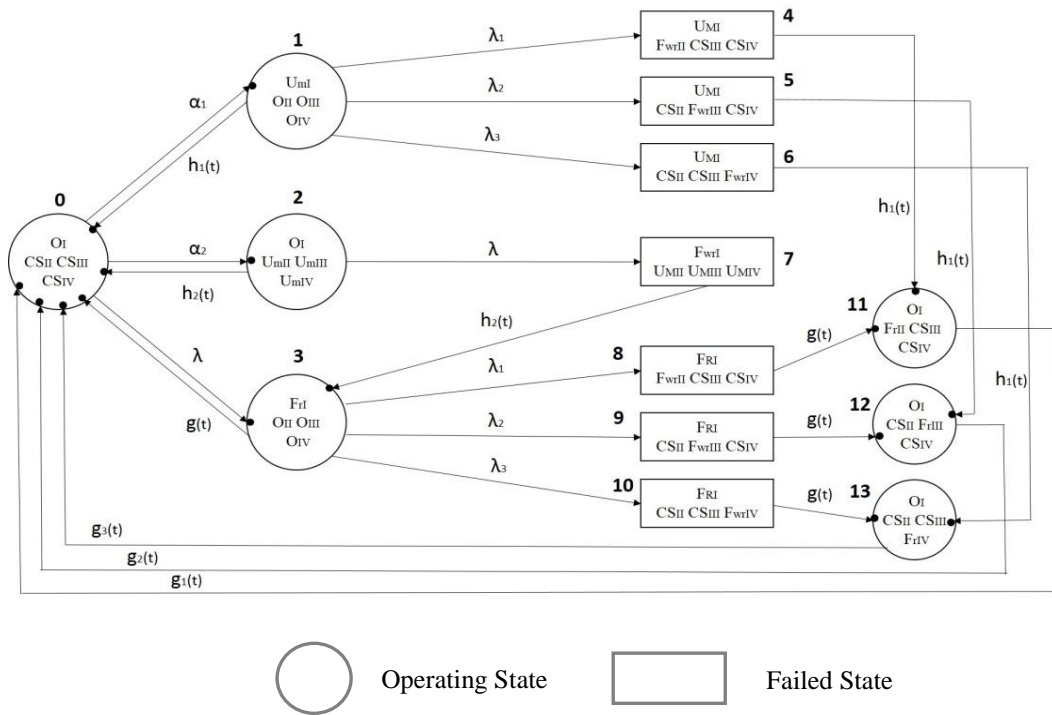 0
OI
CSII CSIII
CSIV
1
UmI
OII OIII
OIV
2
OI
UmII UmIII
UmIV
3
FrI
OII OIII
OIV
α1
h1(t)
α2
h2(t)
λ
g(t)
λ1
λ2
λ3
λ
h2(t)
λ1
λ2
λ3
4
UMI
FwrII CSIII CSIV
5
UMI
CSII FwrIII CSIV
6
UMI
CSII CSIII FwrIV
7
FwrI
UMII UMIII UMIV
8
FRI
FwrII CSIII CSIV
9
FRI
CSII FwrIII CSIV
10
FRI
CSII CSIII FwrIV
h1(t)
h1(t)
h1(t)
g(t)
g(t)
g(t)
11
OI
FrII CSIII
CSIV
12
OI
CSII FrIII
CSIV
13
OI
CSII CSIII
FrIV
g3(t)
g2(t)
g1(t)
Operating State
Failed State